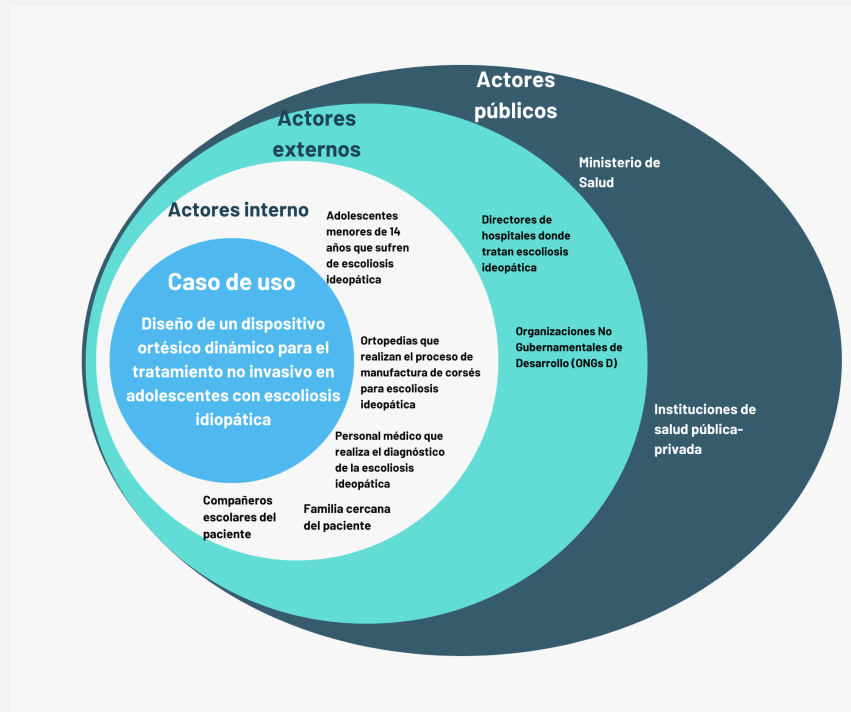 Actores
públicos
Actores
externos
Ministerio de
Salud
Actores interno
Adolescentes
menores de 14
años que sufren
de escoliosis
ideopática
Directores de
hospitales donde
tratan escoliosis
ideopática
Caso de uso
Diseño de un dispositivo
ortésico dinámico para el
tratamiento no invasivo en
adolescentes con escoliosis
idiopática
Ortopedias que
realizan el proceso de
manufactura de corsés
para escoliosis
ideopática
Organizaciones No
Gubernamentales de
Desarrollo (ONGs D)
Instituciones de
salud pública-
privada
Personal médico que
realiza el diagnóstico
de la escoliosis
ideopática
Compañeros
escolares del
paciente
Familia cercana
del paciente